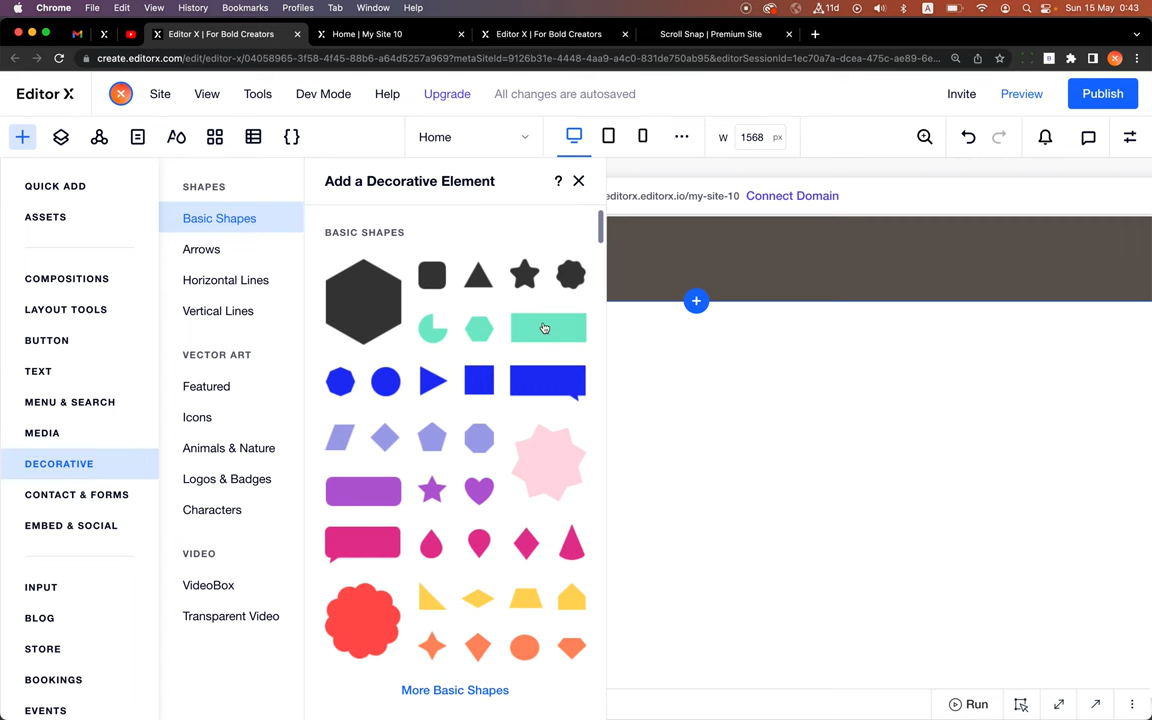 Chrome File Edit View History Bookmarks Profiles Tab Window Help 11d A Sun 15 May 0:43
Editor X | For Bold Creators Home | My Site 10 Editor X | For Bold Creators Scroll Snap | Premium Site
create.editorx.com/edit/editor-x/04058965-3f58-4f45-88b6-a64d5769?metaSiteId=9126b31e-4448-4aa9-a4c0-831de750ab95&editorSessionId=1ec70a7a-dcea-475c-ae89-6e...
Editor X Site View Tools Dev Mode Help Upgrade All changes are autosaved Invite Preview Publish
Home W 1568 px
QUICK ADD
ASSETS
COMPOSITIONS
LAYOUT TOOLS
BUTTON
TEXT
MENU & SEARCH
MEDIA
DECORATIVE
CONTACT & FORMS
EMBED & SOCIAL
INPUT
BLOG
STORE
BOOKINGS
EVENTS
SHAPES
Basic Shapes
Arrows
Horizontal Lines
Vertical Lines
VECTOR ART
Featured
Icons
Animals & Nature
Logos & Badges
Characters
VIDEO
VideoBox
Transparent Video
Add a Decorative Element ?
BASIC SHAPES
More Basic Shapes
editorx.editorx.io/my-site-10 Connect Domain
Run